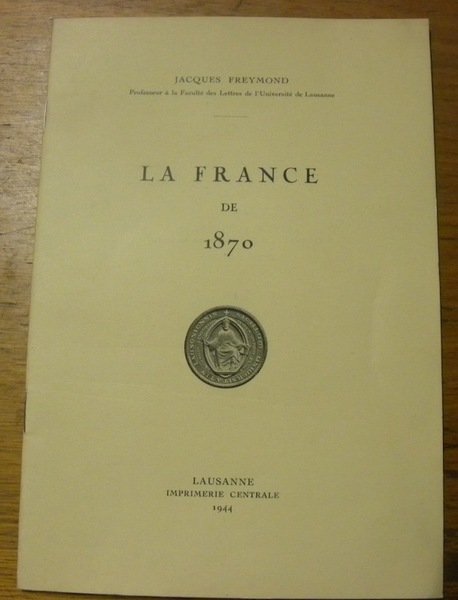 JACQUES FREYMOND
Professeur à la Faculté des Lettres de l'Université de Lausanne
LA FRANCE
DE
1870
LAUSANNE
IMPRIMERIE CENTRALE
1944